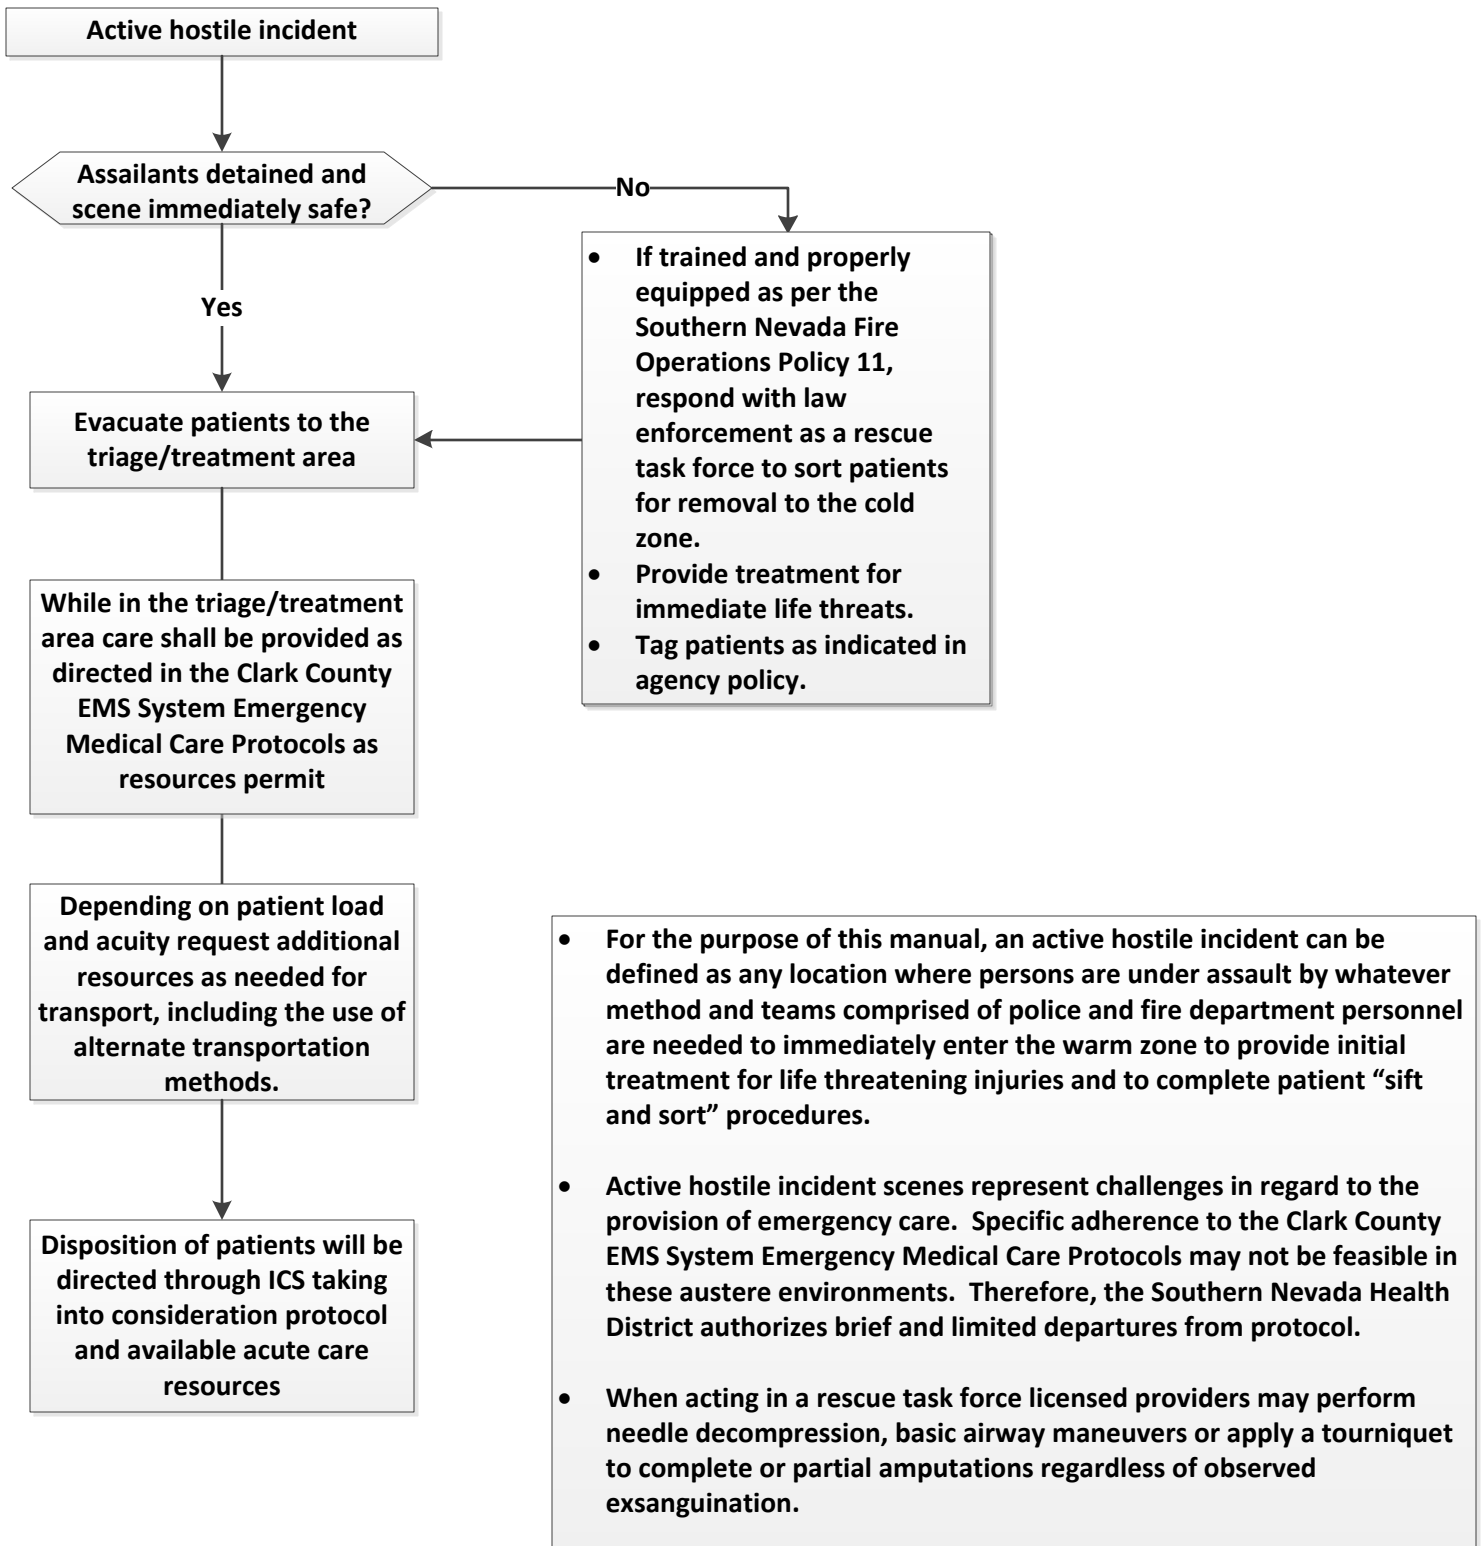 Active hostile incident
Assailants detained and
scene immediately safe?
No
Yes
• If trained and properly
equipped as per the
Southern Nevada Fire
Operations Policy 11,
respond with law
enforcement as a rescue
task force to sort patients
for removal to the cold
zone.
• Provide treatment for
immediate life threats.
• Tag patients as indicated in
agency policy.
Evacuate patients to the
triage/treatment area
While in the triage/treatment
area care shall be provided as
directed in the Clark County
EMS System Emergency
Medical Care Protocols as
resources permit
Depending on patient load
and acuity request additional
resources as needed for
transport, including the use of
alternate transportation
methods.
Disposition of patients will be
directed through ICS taking
into consideration protocol
and available acute care
resources
• For the purpose of this manual, an active hostile incident can be
defined as any location where persons are under assault by whatever
method and teams comprised of police and fire department personnel
are needed to immediately enter the warm zone to provide initial
treatment for life threatening injuries and to complete patient “sift
and sort” procedures.
• Active hostile incident scenes represent challenges in regard to the
provision of emergency care.  Specific adherence to the Clark County
EMS System Emergency Medical Care Protocols may not be feasible in
these austere environments.  Therefore, the Southern Nevada Health
District authorizes brief and limited departures from protocol.
• When acting in a rescue task force licensed providers may perform
needle decompression, basic airway maneuvers or apply a tourniquet
to complete or partial amputations regardless of observed
exsanguination.